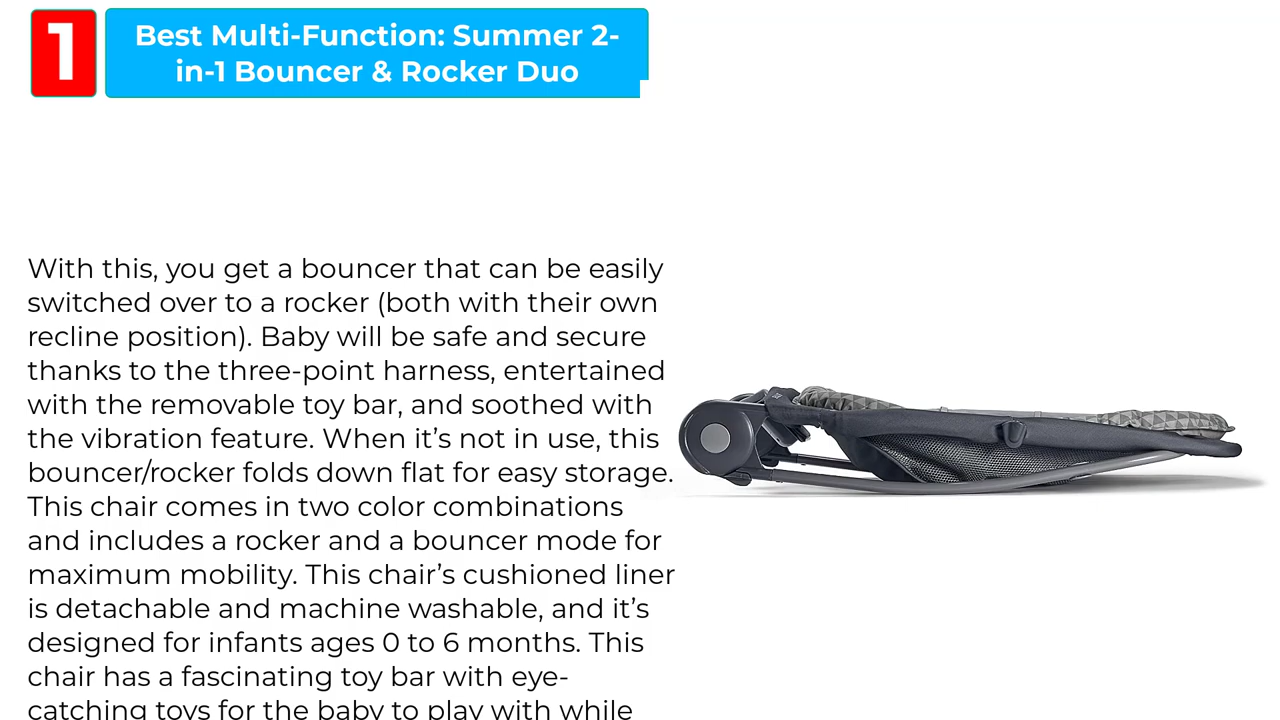 1
Best Multi-Function: Summer 2-
in-1 Bouncer & Rocker Duo
With this, you get a bouncer that can be easily
switched over to a rocker (both with their own
recline position). Baby will be safe and secure
thanks to the three-point harness, entertained
with the removable toy bar, and soothed with
the vibration feature. When it’s not in use, this
bouncer/rocker folds down flat for easy storage.
This chair comes in two color combinations
and includes a rocker and a bouncer mode for
maximum mobility. This chair’s cushioned liner
is detachable and machine washable, and it’s
designed for infants ages 0 to 6 months. This
chair has a fascinating toy bar with eye-
catching toys for the baby to play with while